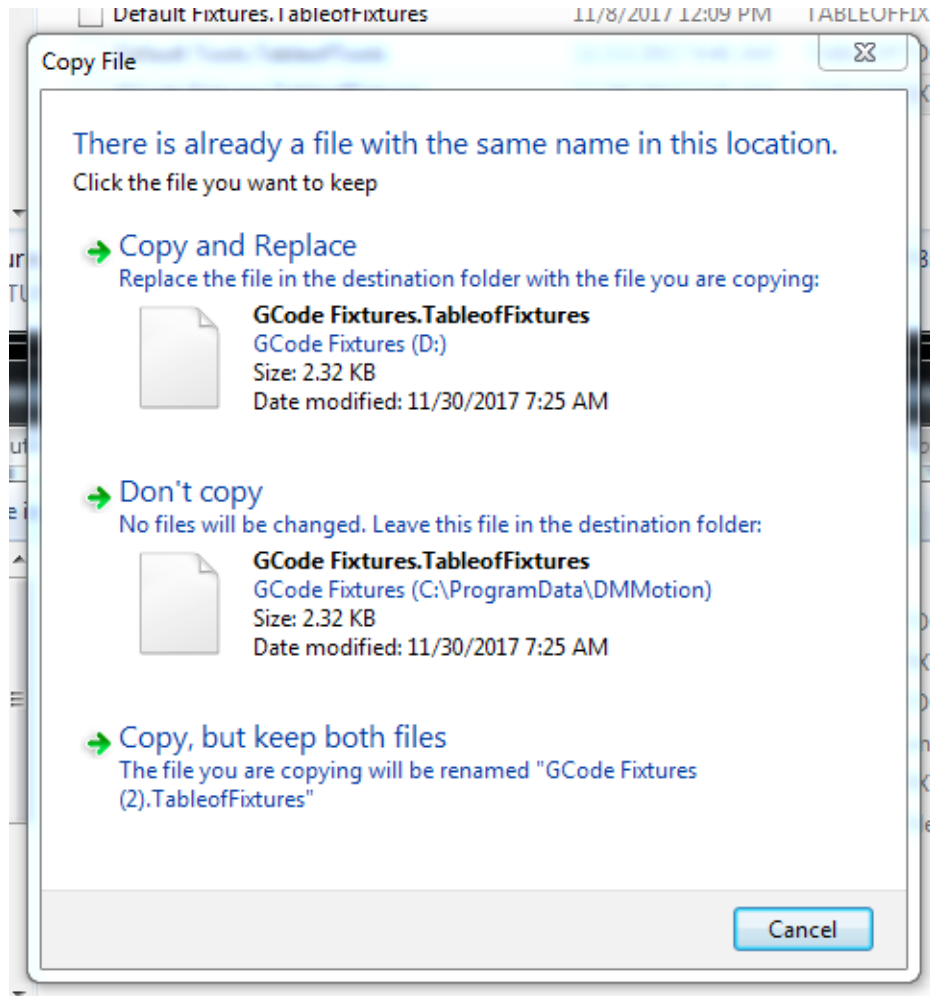 Default Fixtures.TableofFixtures 11/8/2017 12:09 PM TABLEOFFIX
Copy File
There is already a file with the same name in this location.
Click the file you want to keep
Copy and Replace
Replace the file in the destination folder with the file you are copying:
GCode Fixtures.TableofFixtures
GCode Fixtures (D:)
Size: 2.32 KB
Date modified: 11/30/2017 7:25 AM
Don't copy
No files will be changed. Leave this file in the destination folder:
GCode Fixtures.TableofFixtures
GCode Fixtures (C:\ProgramData\DMMotion)
Size: 2.32 KB
Date modified: 11/30/2017 7:25 AM
Copy, but keep both files
The file you are copying will be renamed "GCode Fixtures
(2).TableofFixtures"
Cancel